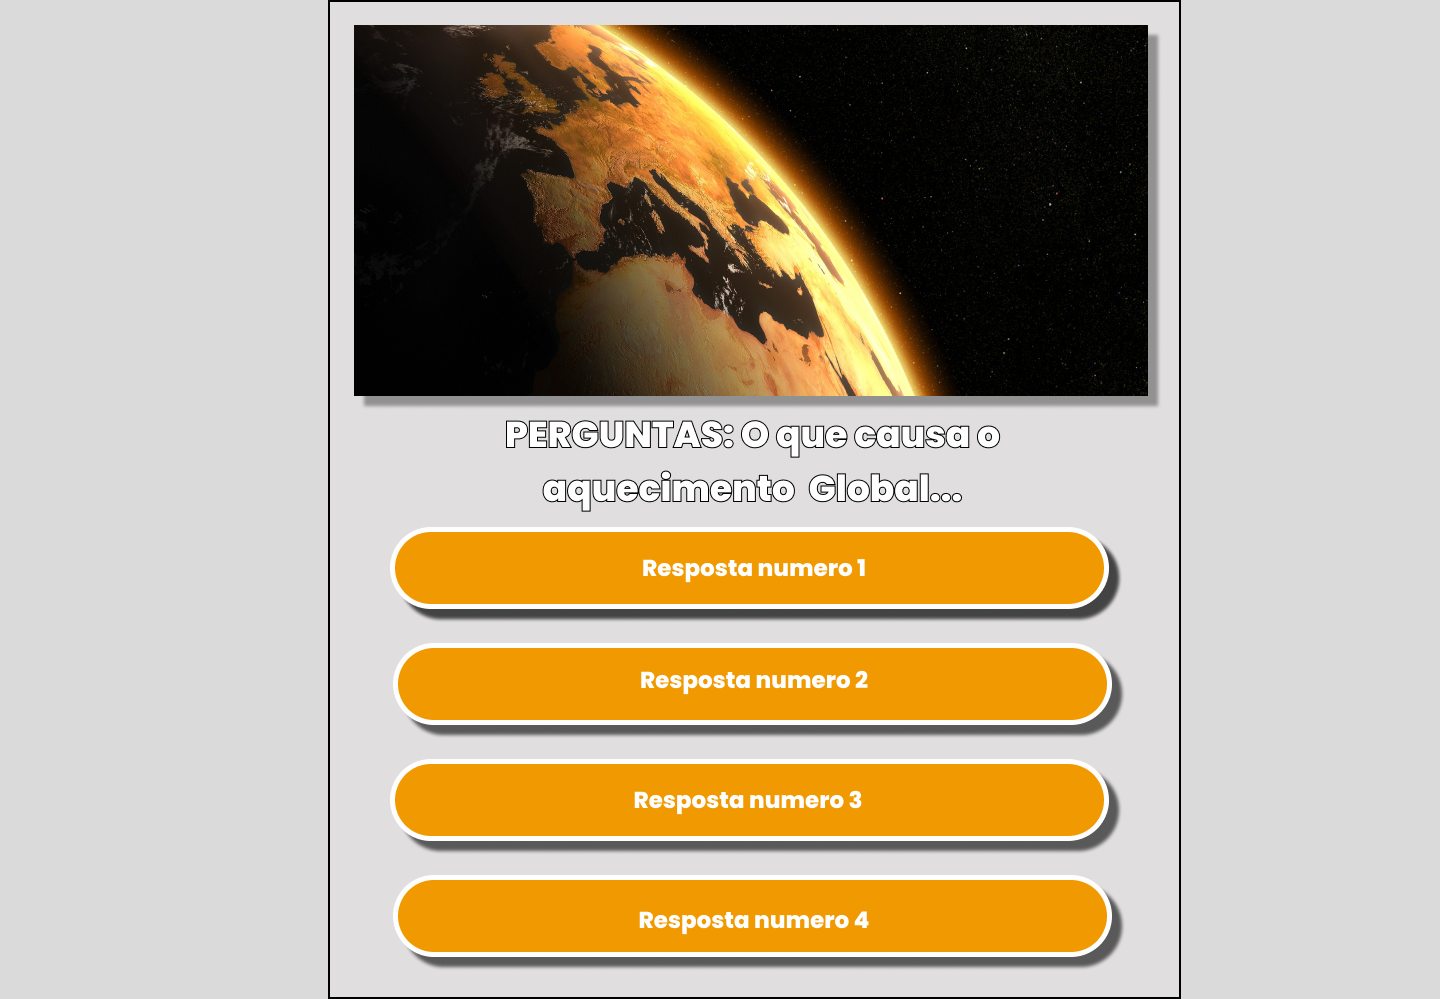 PERGUNTAS: O que causa o
aquecimento  Global...
Resposta numero 1
Resposta numero 2
Resposta numero 3
Resposta numero 4